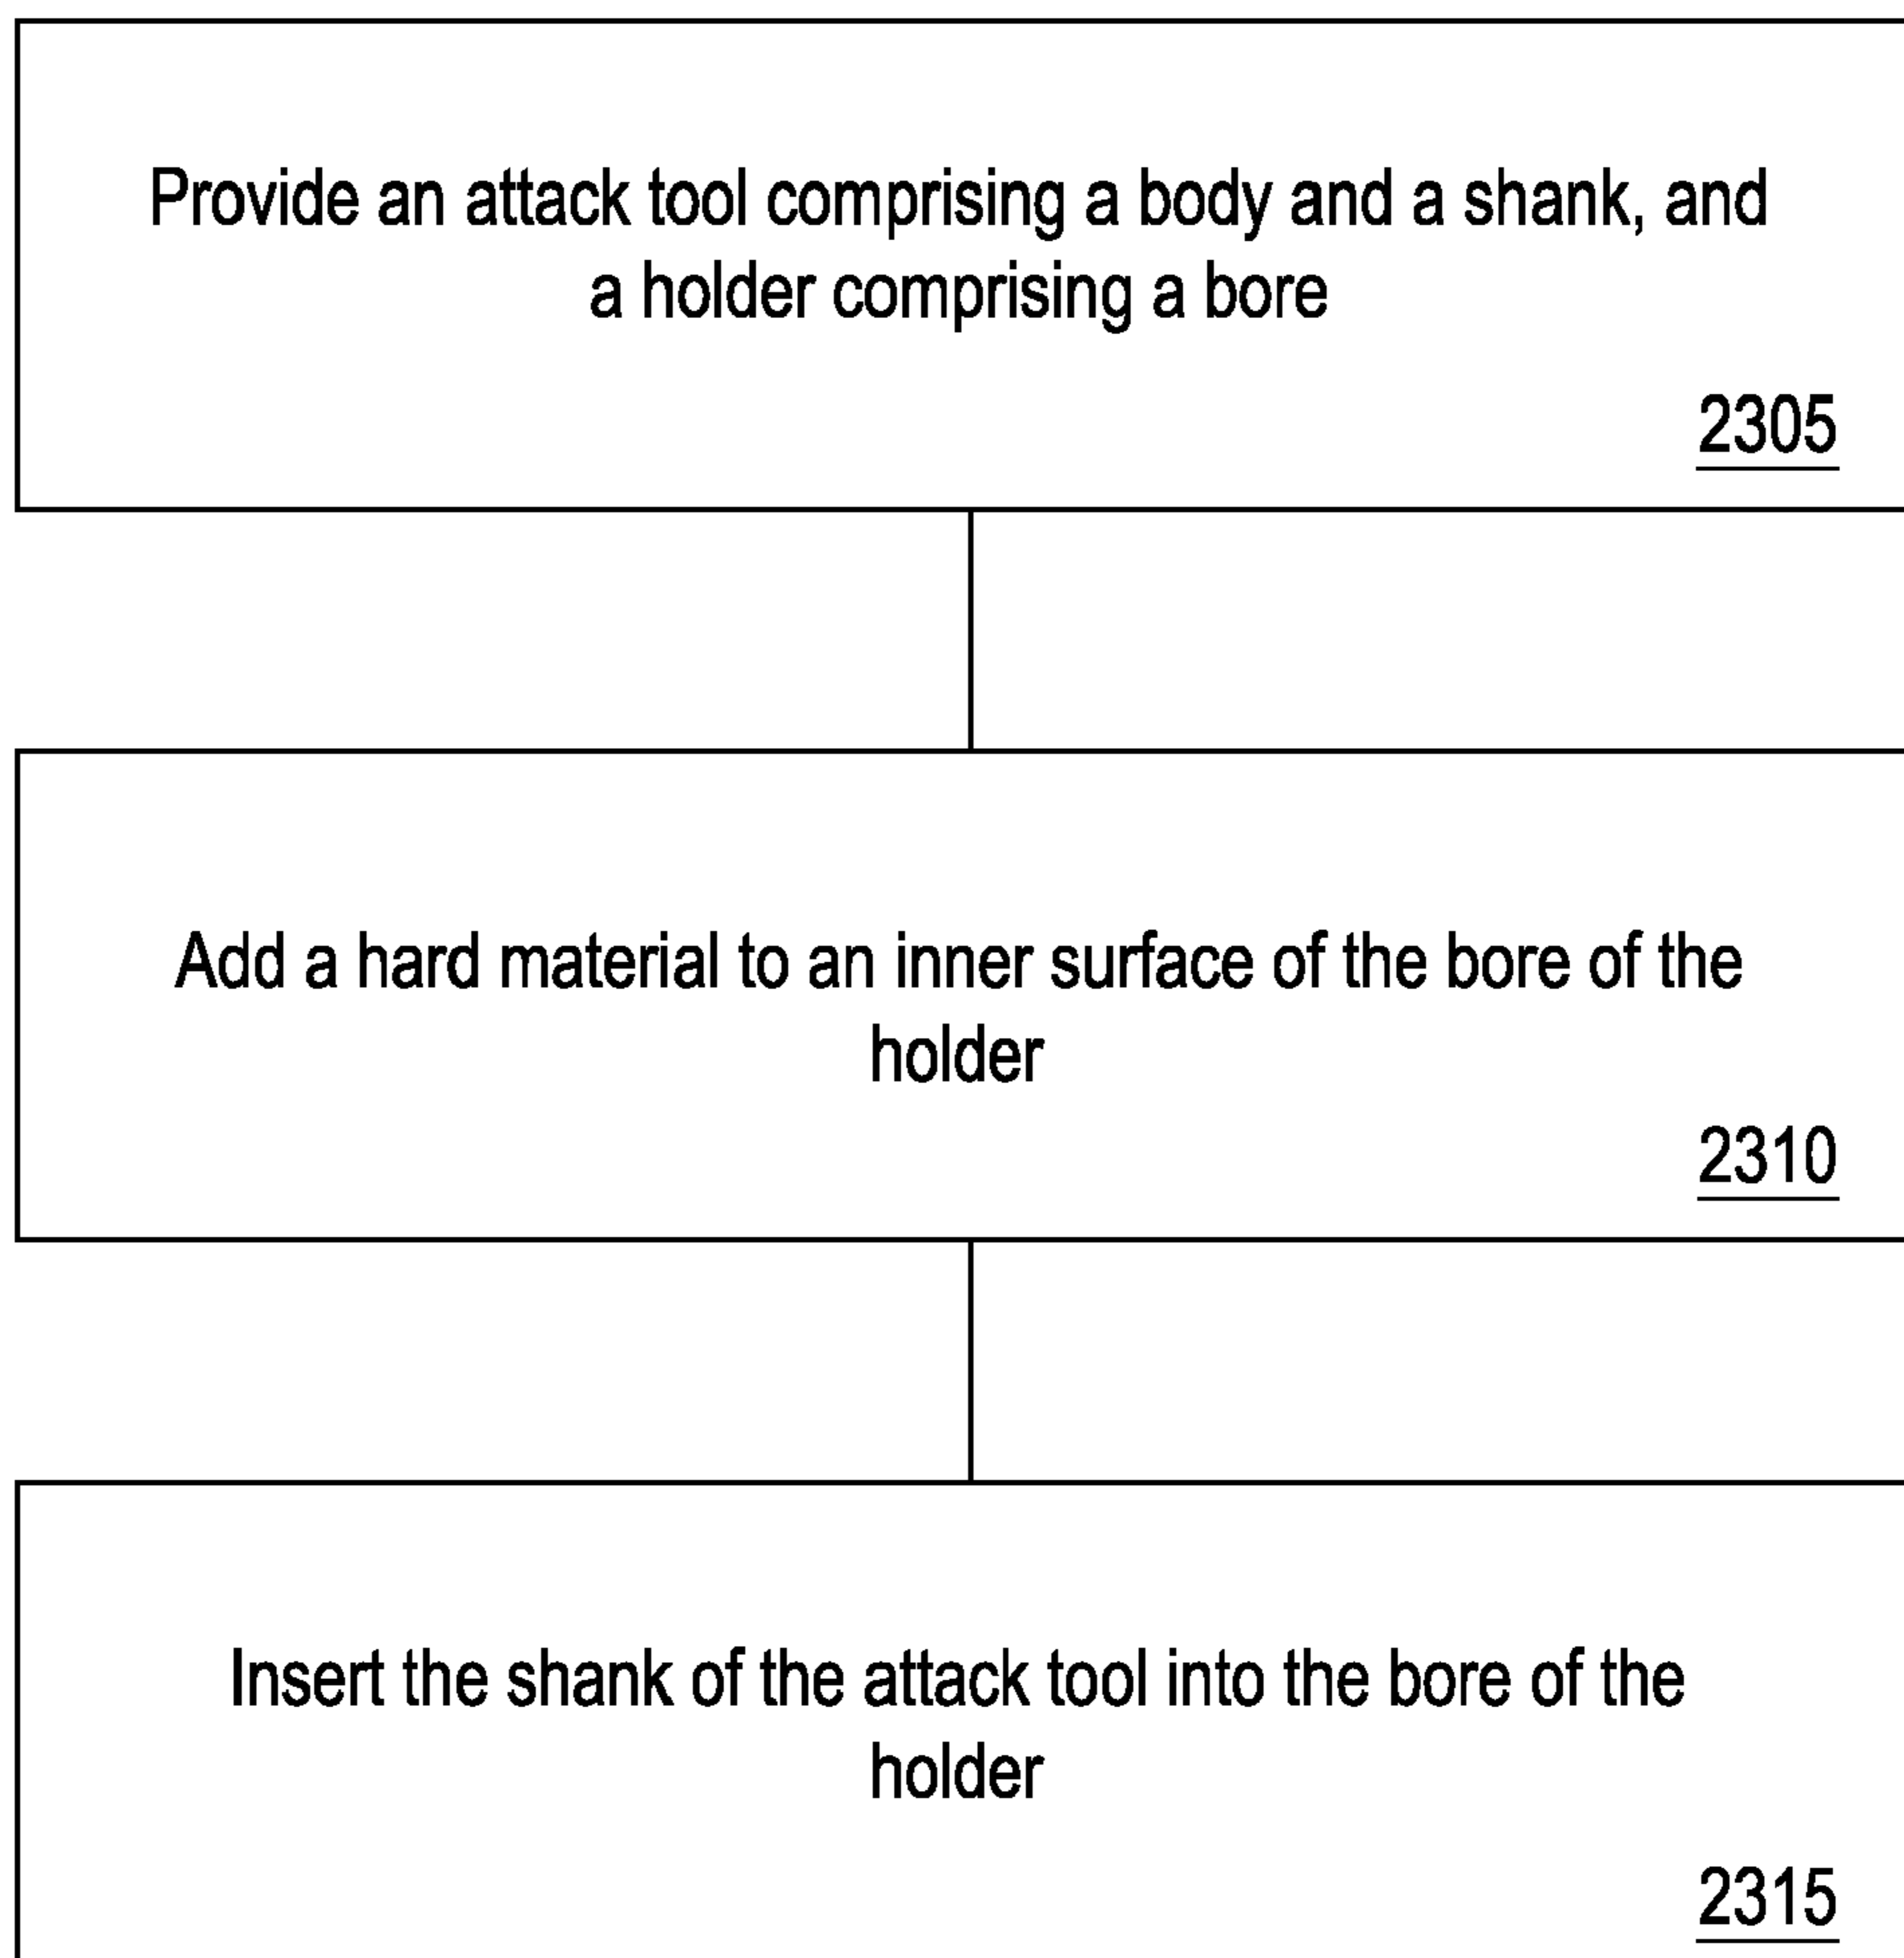 Provide an attack tool comprising a body and a shank, and
a holder comprising a bore
2305
Add a hard material to an inner surface of the bore of the
holder
2310
Insert the shank of the attack tool into the bore of the
holder
2315